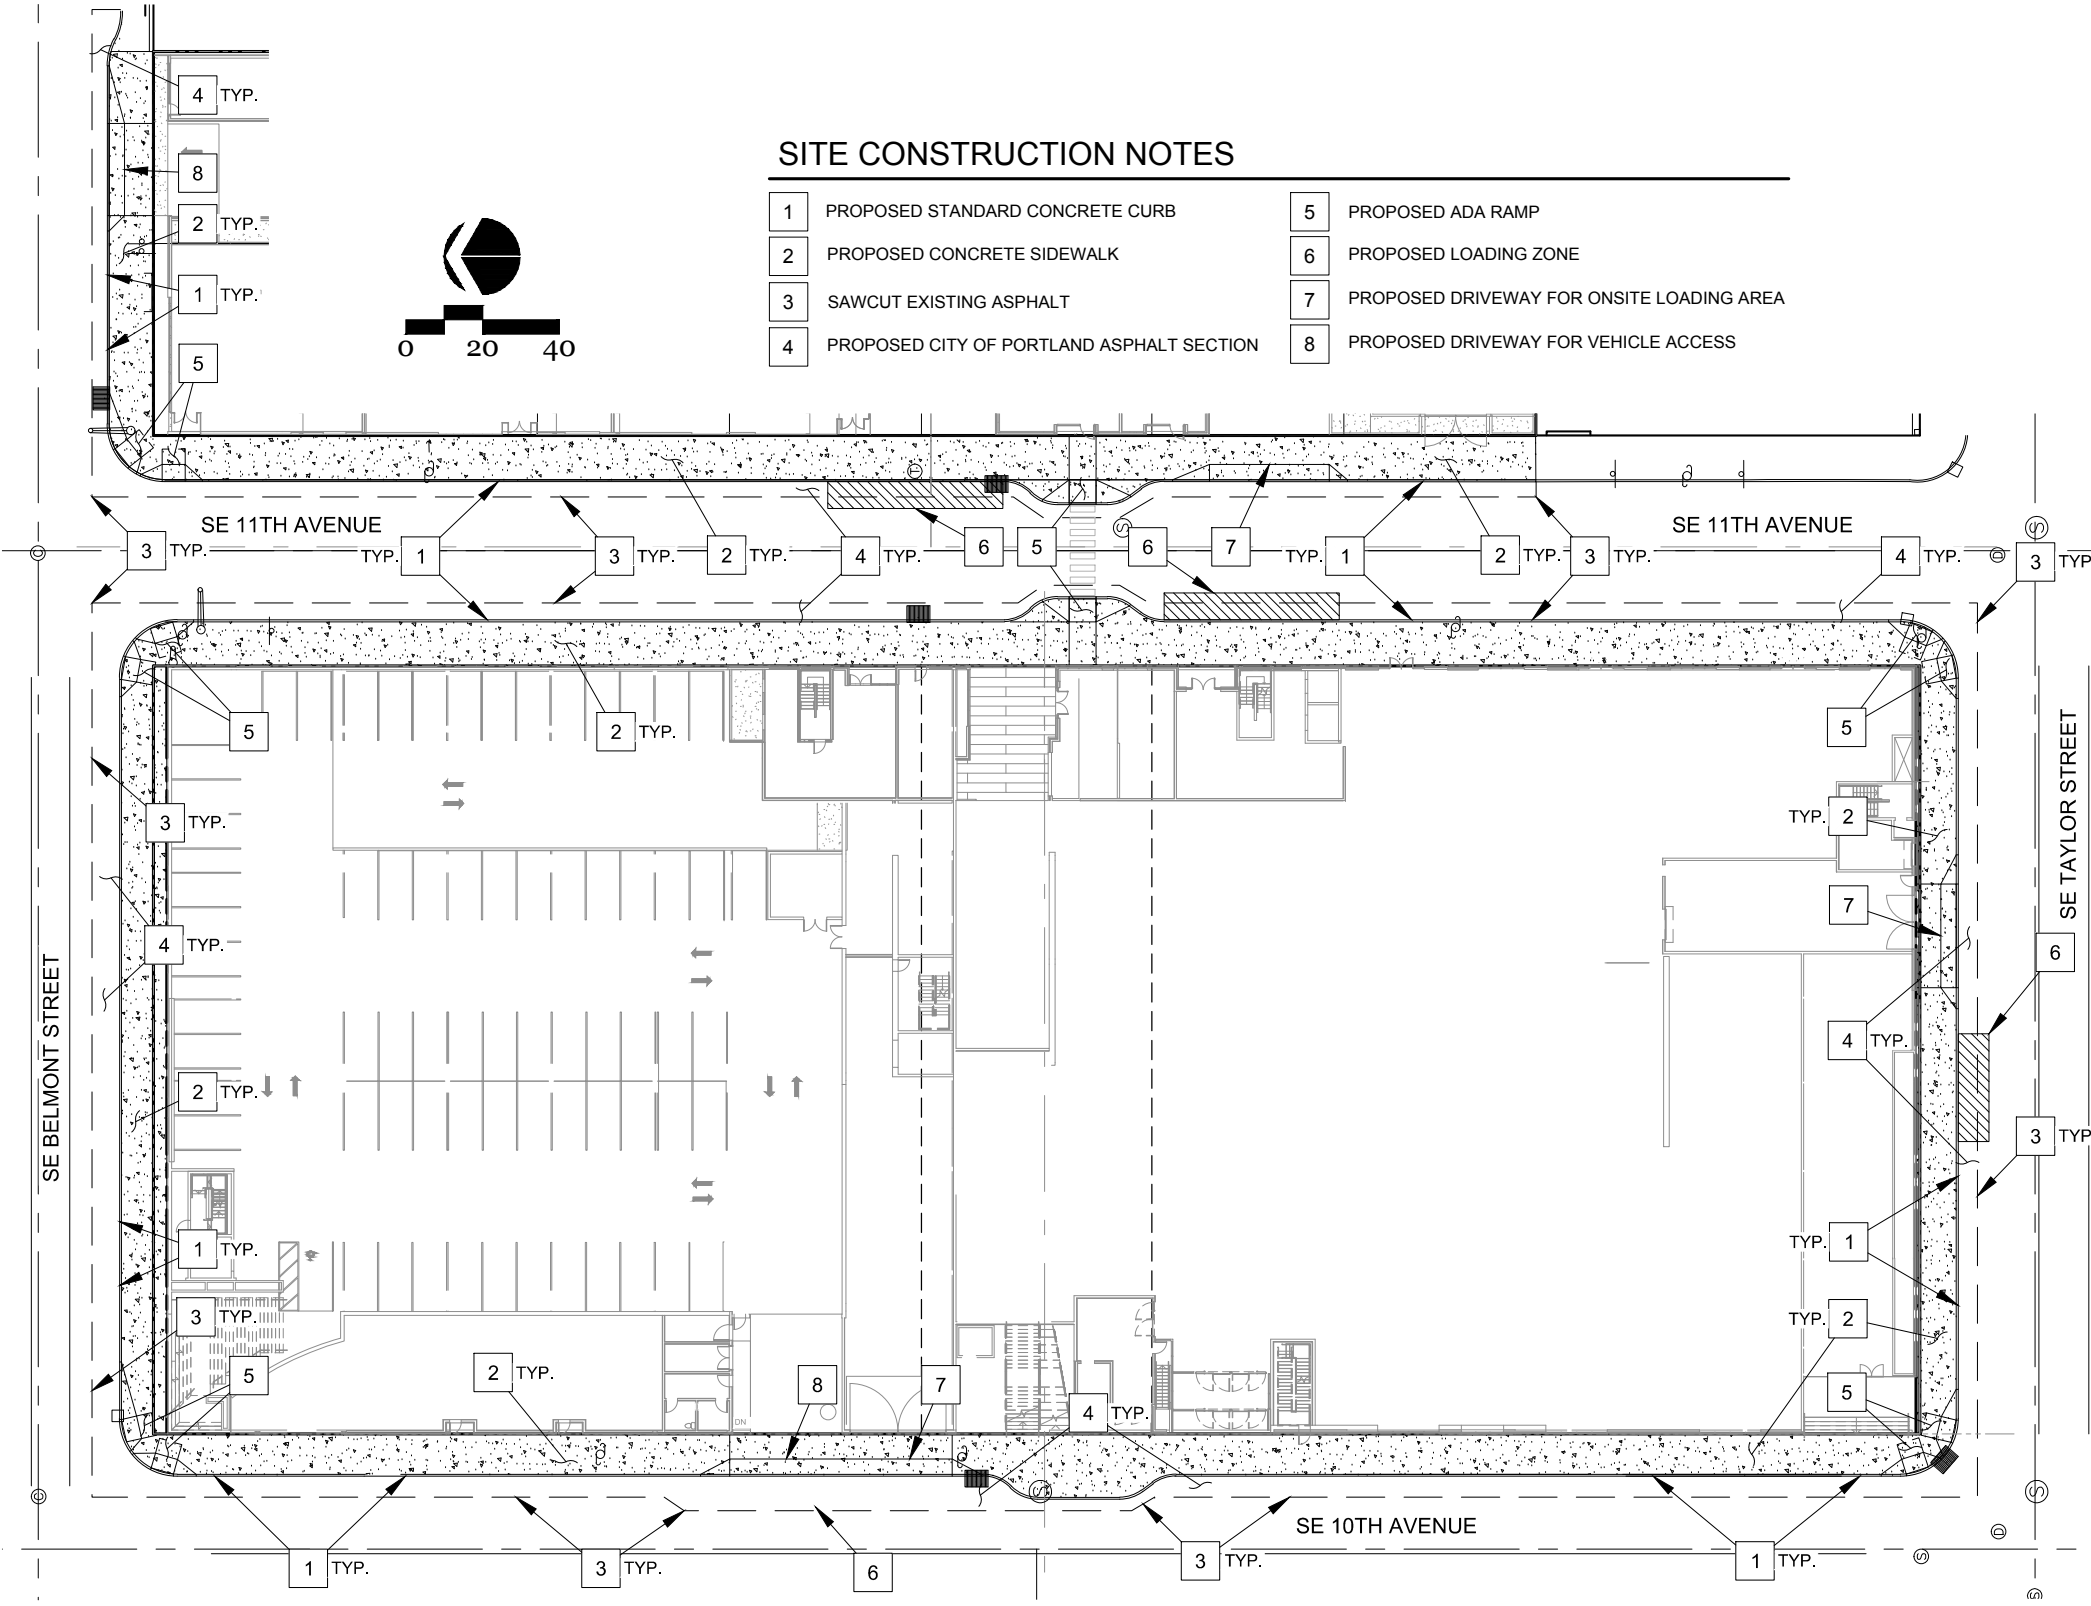 4 TYP.
SITE CONSTRUCTION NOTES
8
1 PROPOSED STANDARD CONCRETE CURB
5 PROPOSED ADA RAMP
2 TYP.
2 PROPOSED CONCRETE SIDEWALK
6 PROPOSED LOADING ZONE
1 TYP.
3 SAWCUT EXISTING ASPHALT
7 PROPOSED DRIVEWAY FOR ONSITE LOADING AREA
4 PROPOSED CITY OF PORTLAND ASPHALT SECTION
8 PROPOSED DRIVEWAY FOR VEHICLE ACCESS
0 20 40
5
T
SE 11TH AVENUE
SE 11TH AVENUE
S
S
3 TYP.
TYP. 1
3 TYP.
2 TYP.
4 TYP.
6
5
6
7
TYP. 1
2 TYP.
3 TYP.
4 TYP.
D
3 TYP
5
2 TYP.
5
SE TAYLOR STREET
3 TYP.
TYP. 2
7
4 TYP.
6
SE BELMONT STREET
4 TYP.
2 TYP.
3 TYP
1 TYP.
TYP. 1
3 TYP.
TYP. 2
5
2 TYP.
8
7
4 TYP.
5
DN
S
S
C
SE 10TH AVENUE
D
1 TYP.
3 TYP.
6
3 TYP.
1 TYP.
S
S